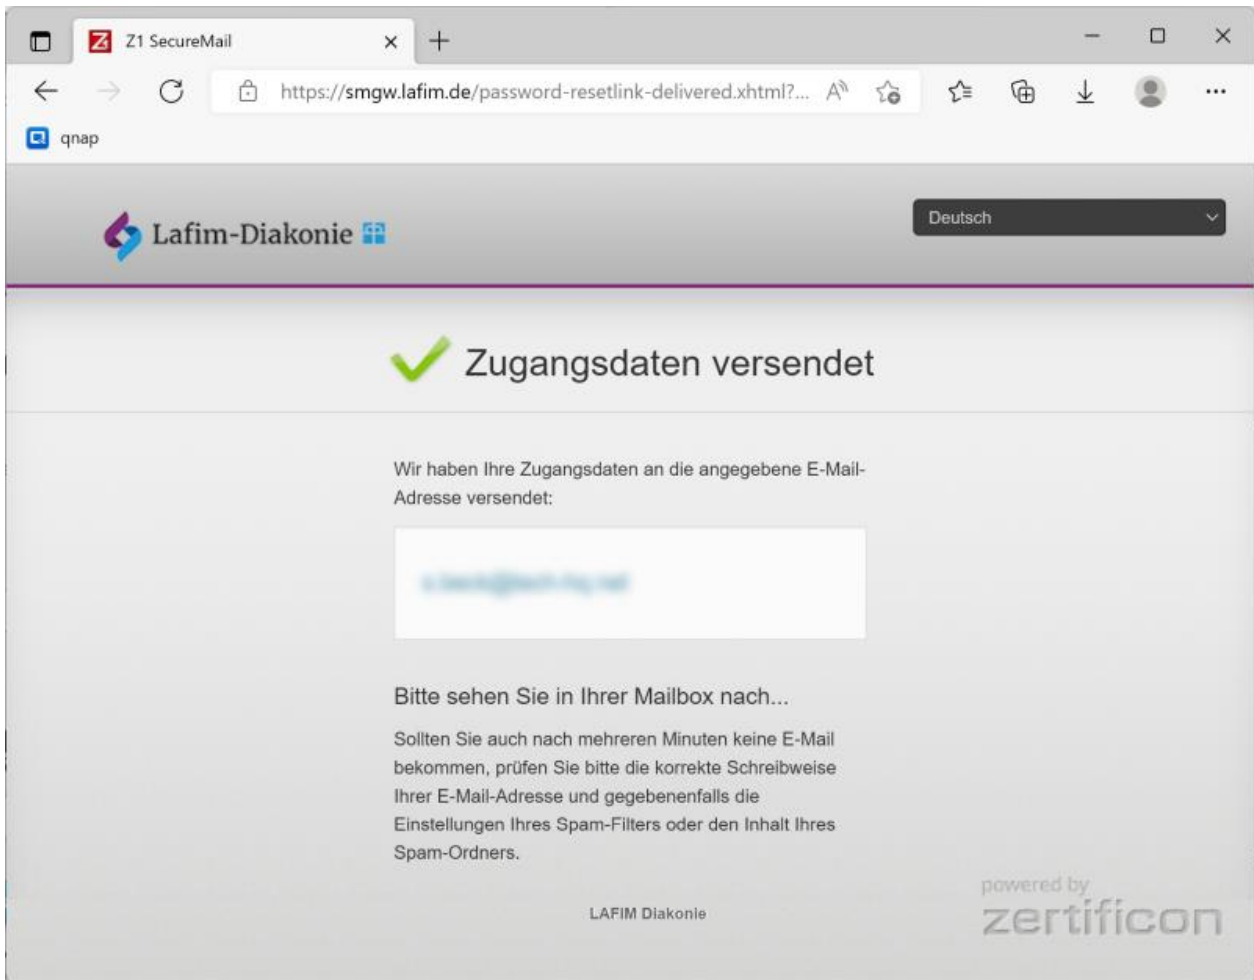 Z1 SecureMail
https://smgw.lafim.de/password-resetlink-delivered.xhtml?...
qnap
Lafim-Diakonie
Deutsch
Zugangsdaten versendet
Wir haben Ihre Zugangsdaten an die angegebene E-Mail-
Adresse versendet:
Bitte sehen Sie in Ihrer Mailbox nach...
Sollten Sie auch nach mehreren Minuten keine E-Mail
bekommen, prüfen Sie bitte die korrekte Schreibweise
Ihrer E-Mail-Adresse und gegebenenfalls die
Einstellungen Ihres Spam-Filters oder den Inhalt Ihres
Spam-Ordners.
powered by
zertificon
LAFIM Diakonie